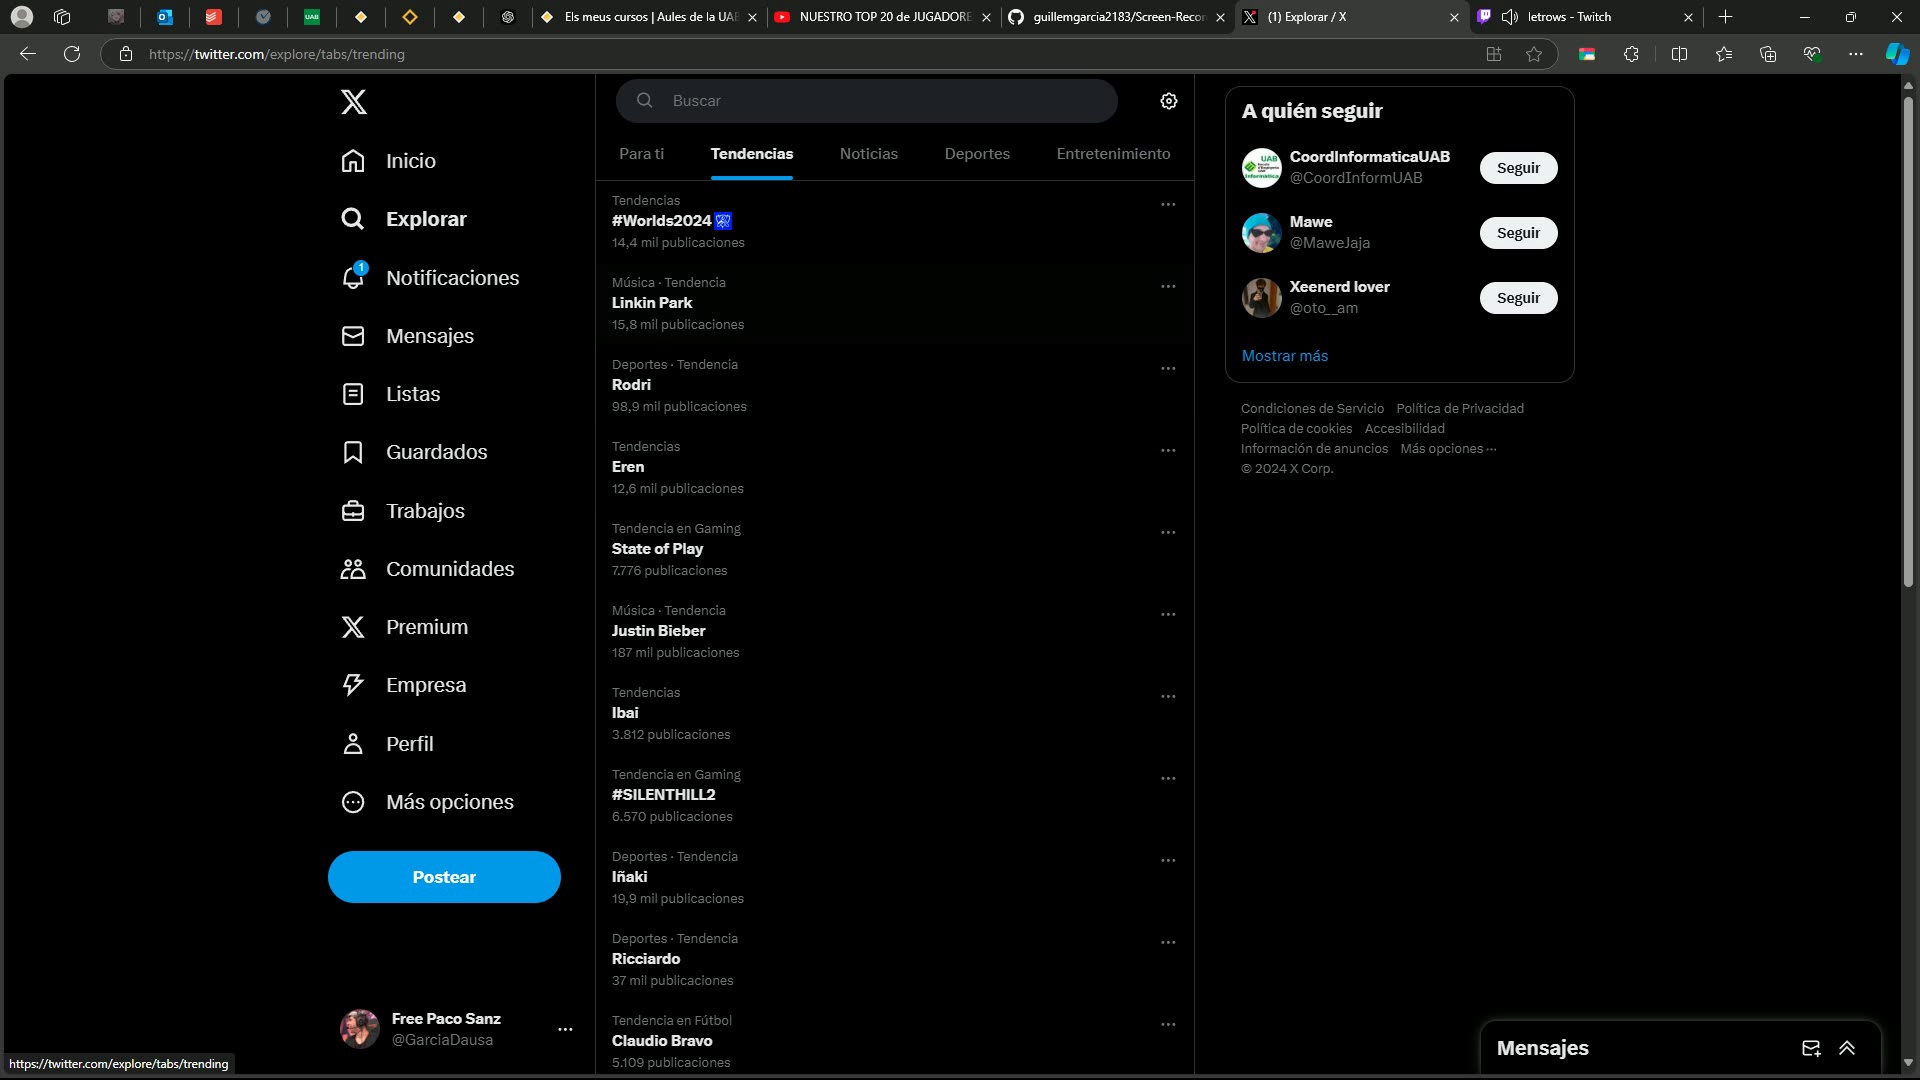 Els meus cursos | Aules de la UAB
NUESTRO TOP 20 de JUGADORE
guillemgarcia2183/Screen-Recor
(1) Explorar / X
letrows - Twitch
https://twitter.com/explore/tabs/trending
Inicio
Explorar
1
Notificaciones
Mensajes
Listas
Guardados
Trabajos
Comunidades
Premium
Empresa
Perfil
Más opciones
Postear
Free Paco Sanz
@GarciaDausa
https://twitter.com/explore/tabs/trending
Buscar
Para ti
Tendencias
Noticias
Deportes
Entretenimiento
Tendencias
#Worlds2024
14,4 mil publicaciones
Música · Tendencia
Linkin Park
15,8 mil publicaciones
Deportes · Tendencia
Rodri
98,9 mil publicaciones
Tendencias
Eren
12,6 mil publicaciones
Tendencia en Gaming
State of Play
7.776 publicaciones
Música · Tendencia
Justin Bieber
187 mil publicaciones
Tendencias
Ibai
3.812 publicaciones
Tendencia en Gaming
#SILENTHILL2
6.570 publicaciones
Deportes · Tendencia
Iñaki
19,9 mil publicaciones
Deportes · Tendencia
Ricciardo
37 mil publicaciones
Tendencia en Fútbol
Claudio Bravo
5.109 publicaciones
A quién seguir
CoordInformaticaUAB
@CoordInformUAB
Seguir
Mawe
@MaweJaja
Seguir
Xeenerd lover
@oto__am
Seguir
Mostrar más
Condiciones de Servicio Política de Privacidad
Política de cookies Accesibilidad
Información de anuncios Más opciones ···
© 2024 X Corp.
Mensajes